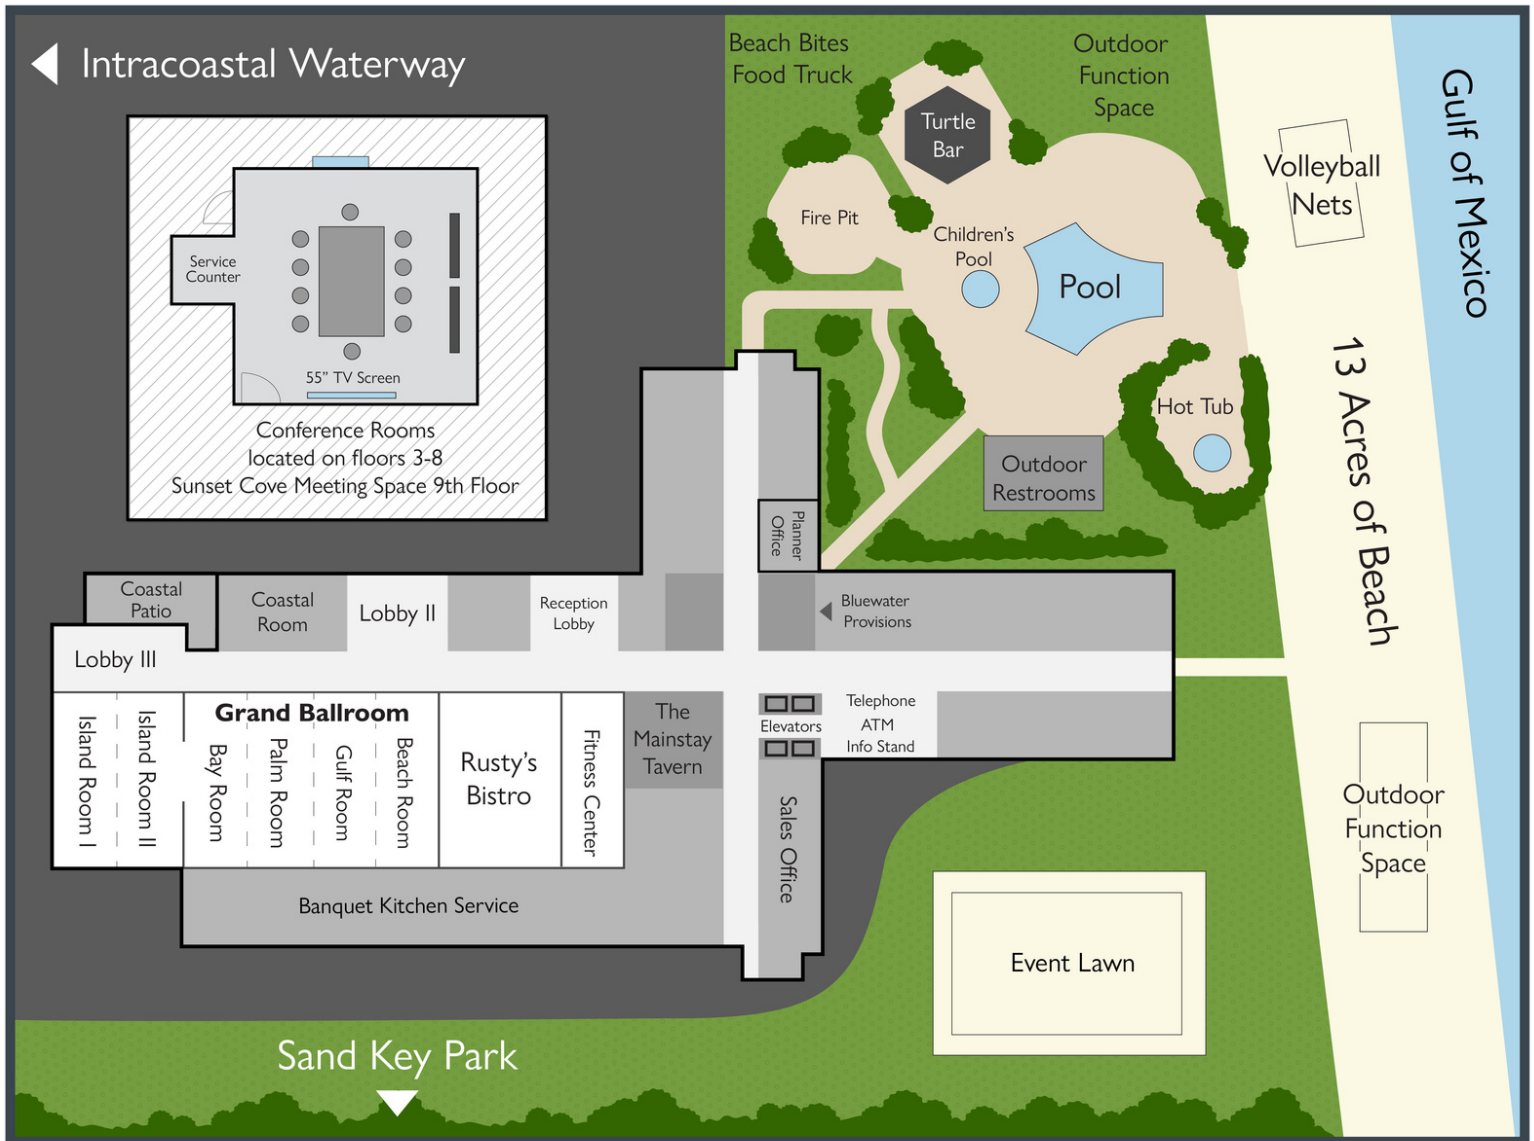 Intracoastal Waterway
Beach Bites
Food Truck
Outdoor
Function
Space
Turtle
Bar
Volleyball
Nets
Gulf of Mexico
Fire Pit
Children's
Pool
Pool
Service
Counter
55" TV Screen
Conference Rooms
located on floors 3-8
Sunset Cove Meeting Space 9th Floor
13 Acres of Beach
Hot Tub
Outdoor
Restrooms
Planner
Office
Coastal
Patio
Coastal
Room
Lobby II
Reception
Lobby
Bluewater
Provisions
Lobby III
Grand Ballroom
Island Room I
Island Room II
Bay Room
Palm Room
Gulf Room
Beach Room
Rusty's
Bistro
Fitness Center
The
Mainstay
Tavern
Elevators
Telephone
ATM
Info Stand
Sales Office
Banquet Kitchen Service
Outdoor
Function
Space
Event Lawn
Sand Key Park